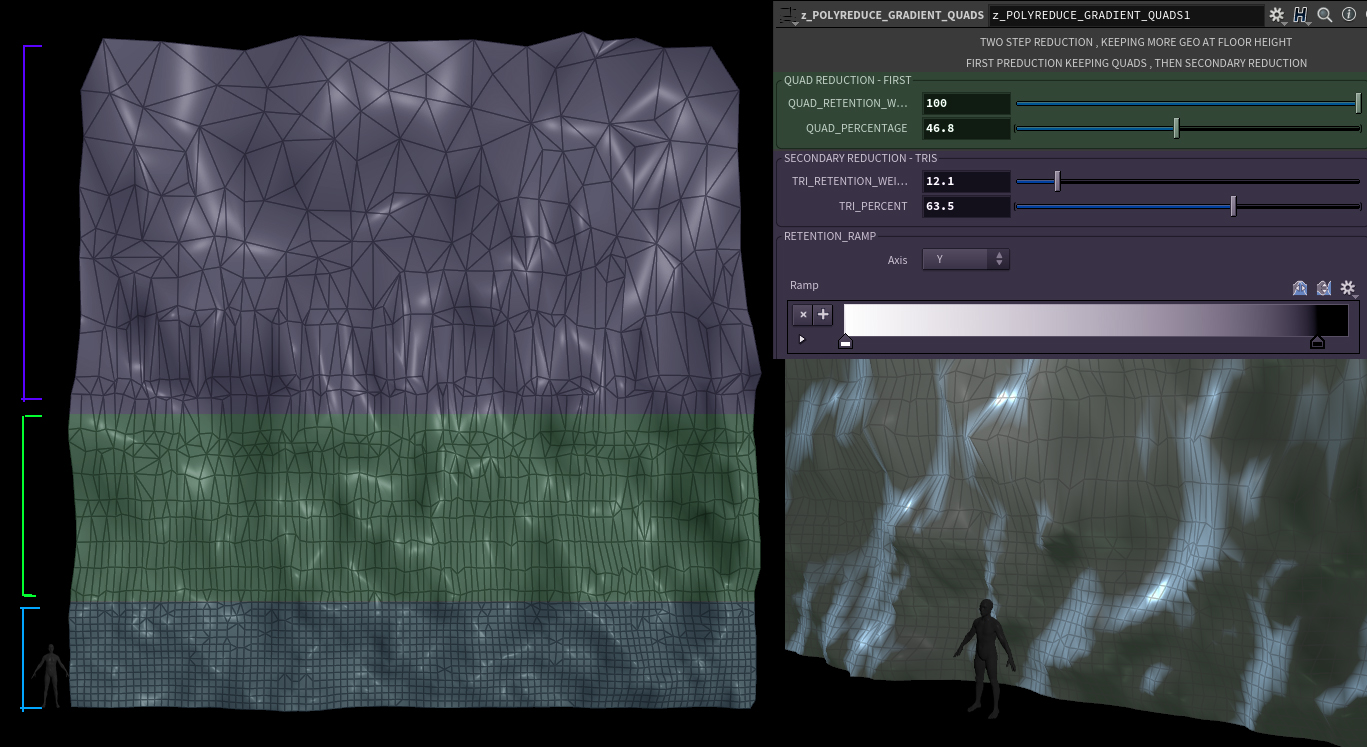 z_POLYREDUCE_GRADIENT_QUADS z_POLYREDUCE_GRADIENT_QUADS1
TWO STEP REDUCTION , KEEPING MORE GEO AT FLOOR HEIGHT
FIRST PREDUCTION KEEPING QUADS , THEN SECONDARY REDUCTION
QUAD REDUCTION - FIRST
QUAD_RETENTION_W... 100
QUAD_PERCENTAGE 46.8
SECONDARY REDUCTION - TRIS
TRI_RETENTION_WEI... 12.1
TRI_PERCENT 63.5
RETENTION_RAMP
Axis Y
Ramp